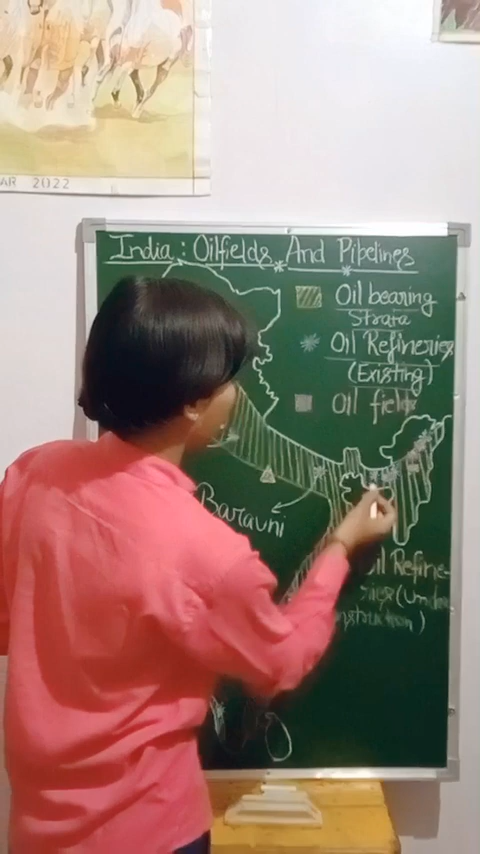 AR 2022
India : Oilfields And Pipelines
Oil bearing
Strata
Oil Refineries
(Existing)
Oil fields
Barauni
Oil Refine-
ries (Under
construction)